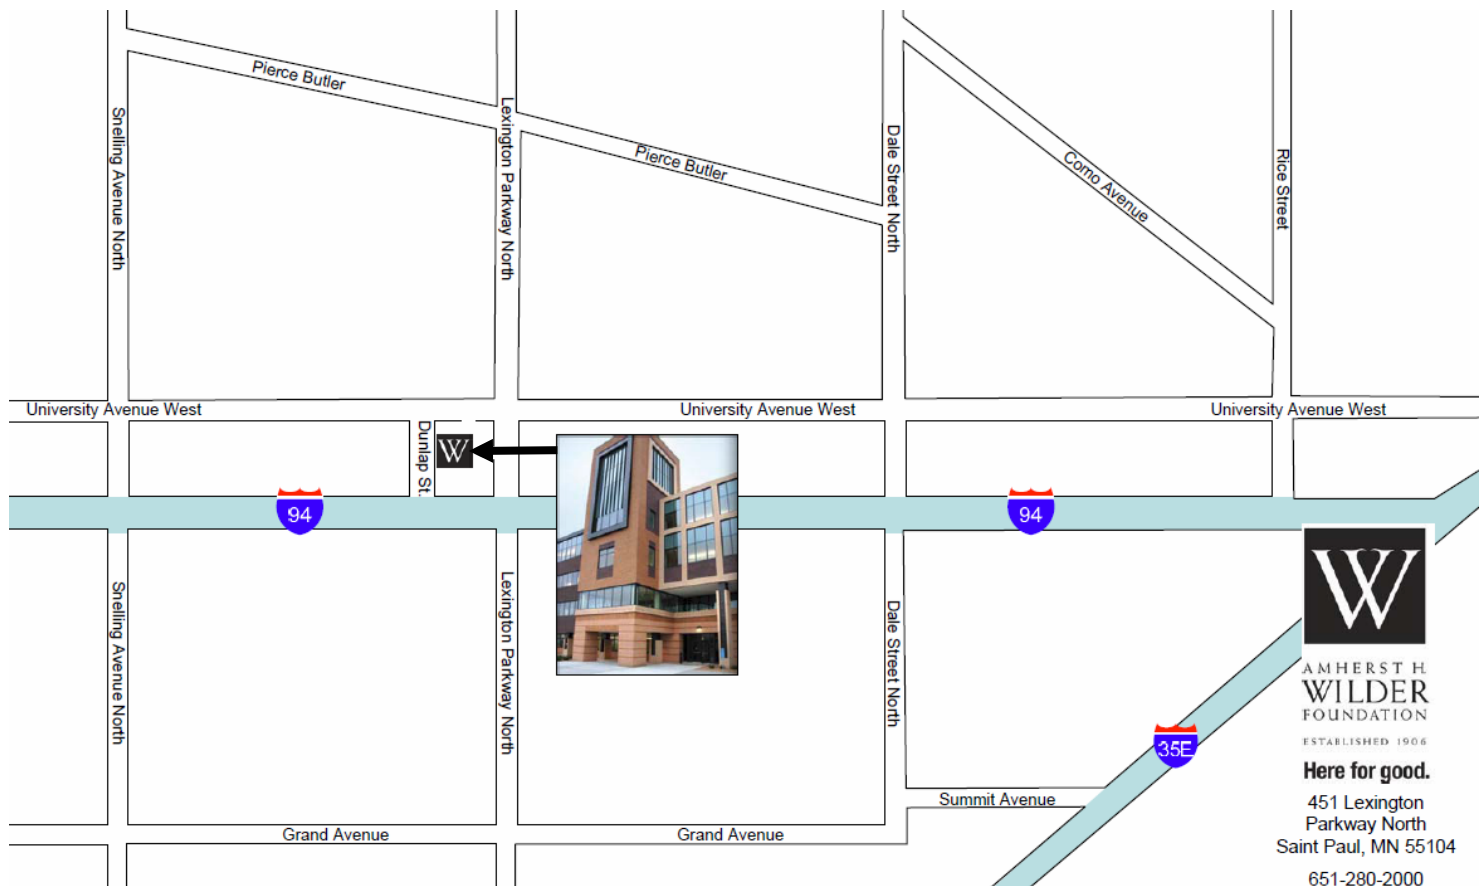 Pierce Butler
Pierce Butler
Snelling Avenue North
Lexington Parkway North
Dale Street North
Como Avenue
Rice Street
University Avenue West
University Avenue West
University Avenue West
Dunlap St.
W
94
94
Snelling Avenue North
Lexington Parkway North
Dale Street North
35E
Summit Avenue
Grand Avenue
Grand Avenue
W
AMHERST H
WILDER
FOUNDATION
ESTABLISHED 1906
Here for good.
451 Lexington
Parkway North
Saint Paul, MN 55104
651-280-2000